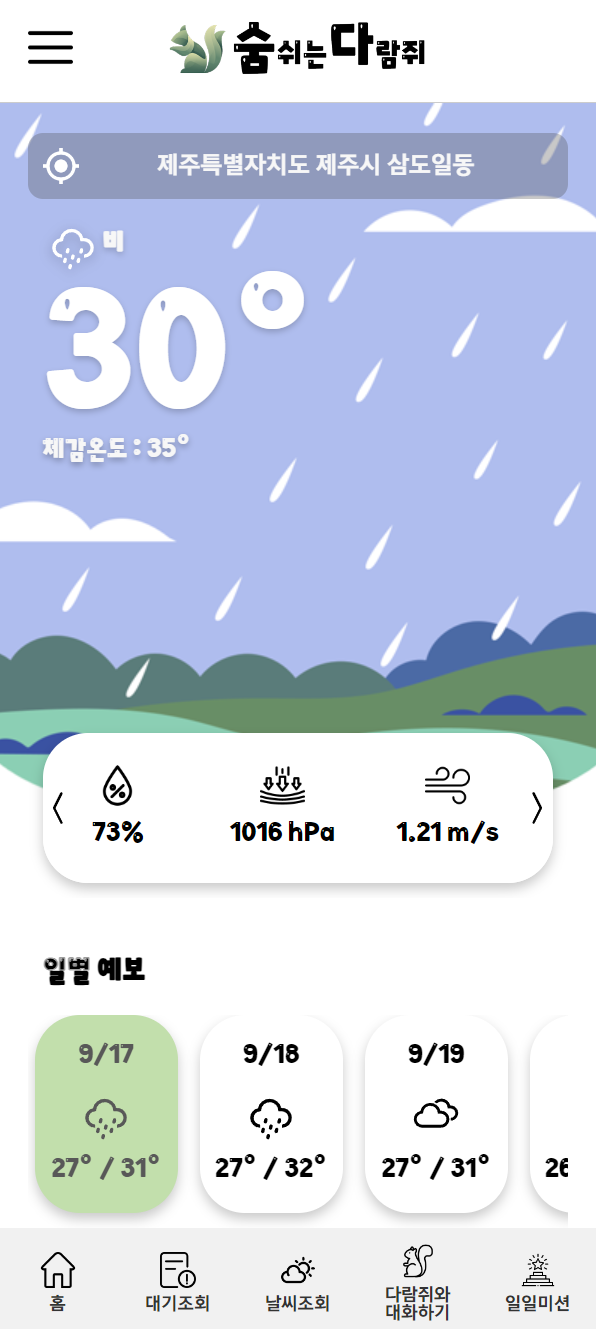 숨쉬는다람쥐
제주특별자치도 제주시 삼도일동
비
30°
체감온도 : 35°
73% 1016 hPa 1.21 m/s
일별 예보
9/17 9/18 9/19
27° / 31° 27° / 32° 27° / 31° 26
홈 대기조회 날씨조회 다람쥐와 일일미션
대화하기